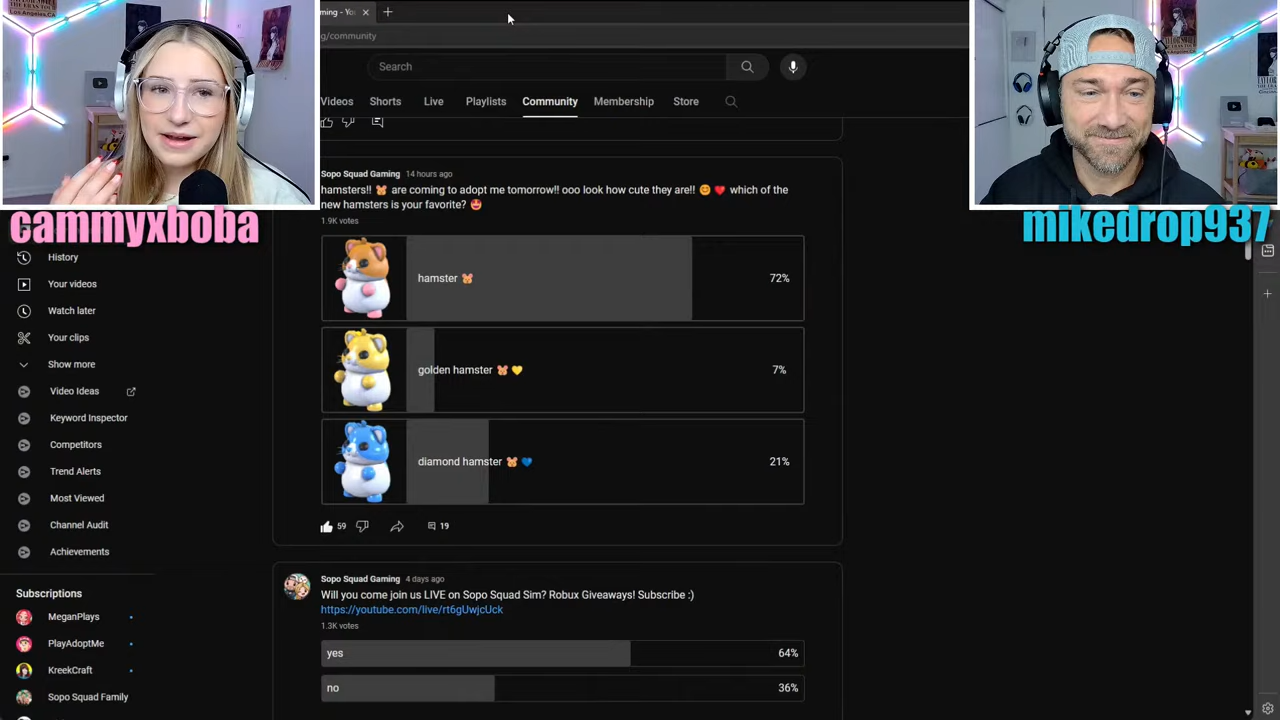 ming - You
g/community
Search
Videos
Shorts
Live
Playlists
Community
Membership
Store
cammyxboba
mikedrop937
Sopo Squad Gaming 14 hours ago
hamsters!! 🐹 are coming to adopt me tomorrow!! ooo look how cute they are!! 😊 ❤️ which of the
new hamsters is your favorite? 😍
1.9K votes
hamster 🐹
72%
golden hamster 🐹 💛
7%
diamond hamster 🐹 💙
21%
59
19
Sopo Squad Gaming 4 days ago
Will you come join us LIVE on Sopo Squad Sim? Robux Giveaways! Subscribe :)
https://youtube.com/live/rt6gUwjcUck
1.3K votes
yes
64%
no
36%
History
Your videos
Watch later
Your clips
Show more
Video Ideas
Keyword Inspector
Competitors
Trend Alerts
Most Viewed
Channel Audit
Achievements
Subscriptions
MeganPlays
PlayAdoptMe
KreekCraft
Sopo Squad Family